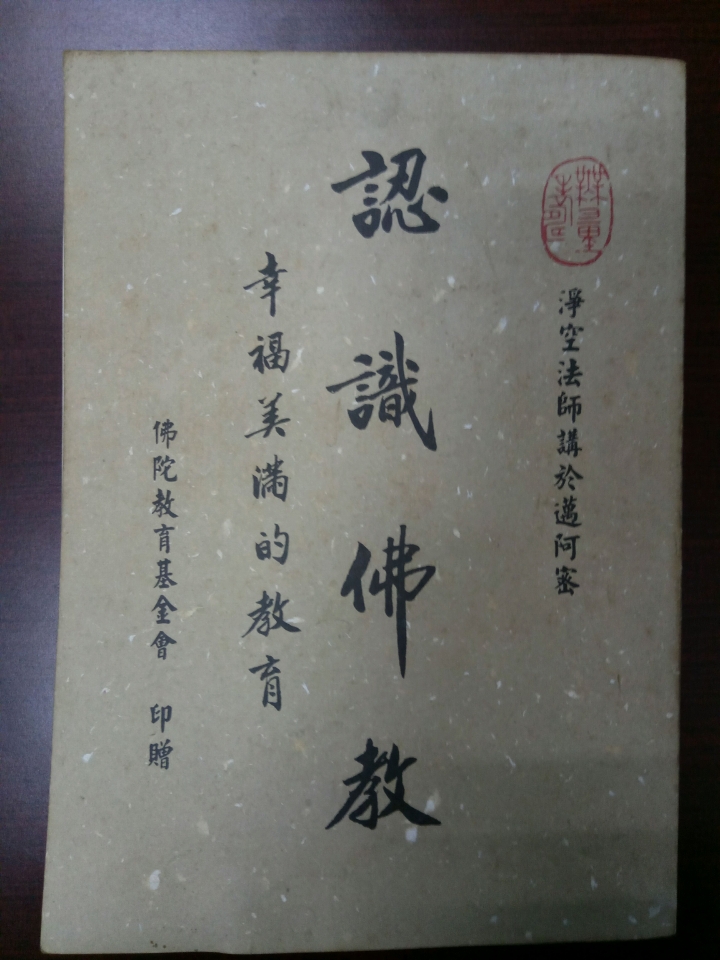 淨空法師講於邁阿密
認識佛教
幸福美滿的教育
佛陀教育基金會 印贈